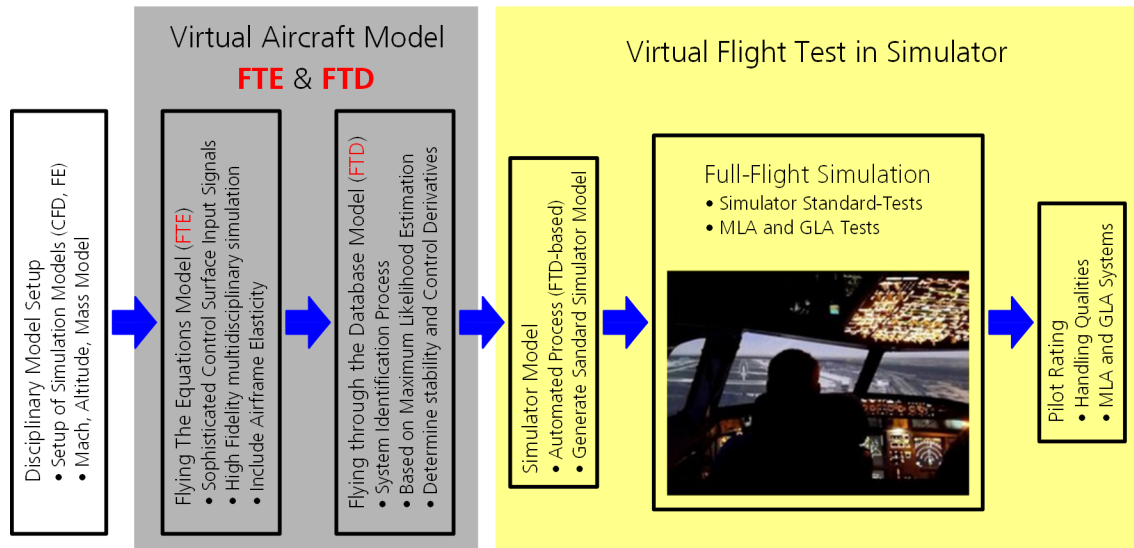 Virtual Aircraft Model
FTE & FTD
Virtual Flight Test in Simulator
Disciplinary Model Setup
• Setup of Simulation Models (CFD, FE)
• Mach, Altitude, Mass Model
Flying The Equations Model (FTE)
• Sophisticated Control Surface Input Signals
• High Fidelity multidisciplinary simulation
• Include Airframe Elasticity
Flying through the Database Model (FTD)
• System Identification Process
• Based on Maximum Likelihood Estimation
• Determine stability and Control Derivatives
Simulator Model
• Automated Process (FTD-based)
• Generate Standard Simulator Model
Full-Flight Simulation
• Simulator Standard-Tests
• MLA and GLA Tests
Pilot Rating
• Handling Qualities
• MLA and GLA Systems